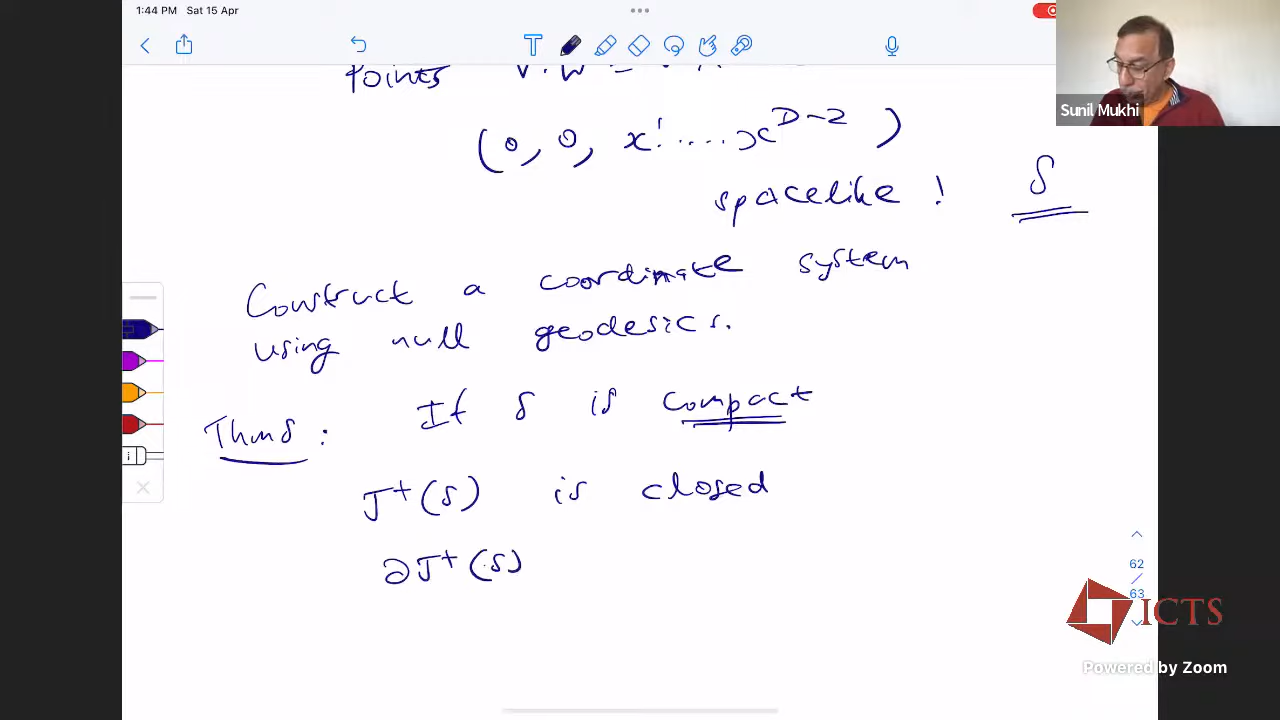 1:44 PM Sat 15 Apr
Points
(0, 0, x¹ ..... x^{D-2})
spacelike !
S
Sunil Mukhi
Construct a coordinate system
using null geodesics.
Thms : If S is compact
J⁺(S) is closed
∂J⁺(S)
62
/
63
ICTS
Powered by Zoom